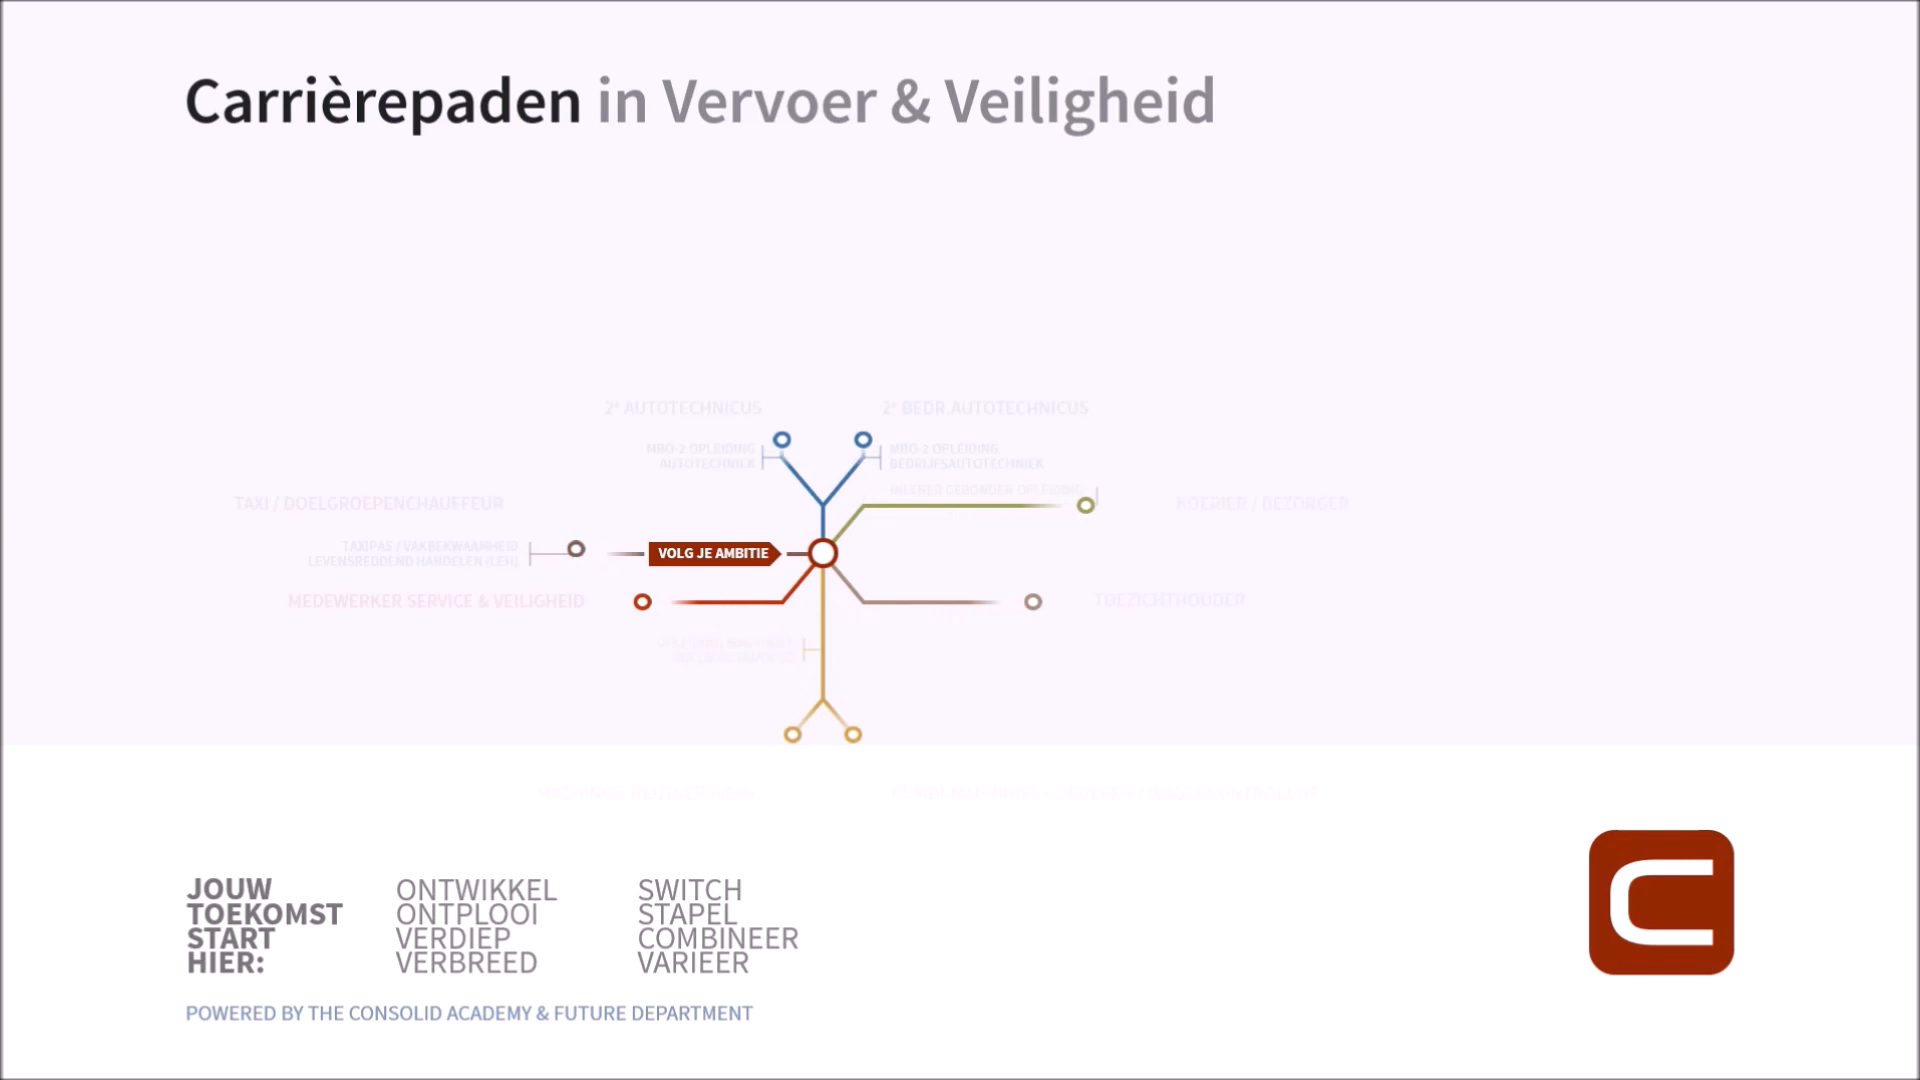 Carrièrepaden in Vervoer & Veiligheid
2e AUTOTECHNICUS
2e BEDR.AUTOTECHNICUS
MBO-2 OPLEIDING
AUTOTECHNIEK
MBO-2 OPLEIDING
BEDRIJFSAUTOTECHNIEK
TAXI / DOELGROEPENCHAUFFEUR
KOERIER / BEZORGER
TAXIPAS / VAKBEKWAAMHEID
LEVENSREDDEND HANDELEN (LEH)
VOLG JE AMBITIE
MEDEWERKER SERVICE & VEILIGHEID
TOEZICHTHOUDER
JOUW
TOEKOMST
START
HIER:
ONTWIKKEL
ONTPLOOI
VERDIEP
VERBREED
SWITCH
STAPEL
COMBINEER
VARIEER
POWERED BY THE CONSOLID ACADEMY & FUTURE DEPARTMENT